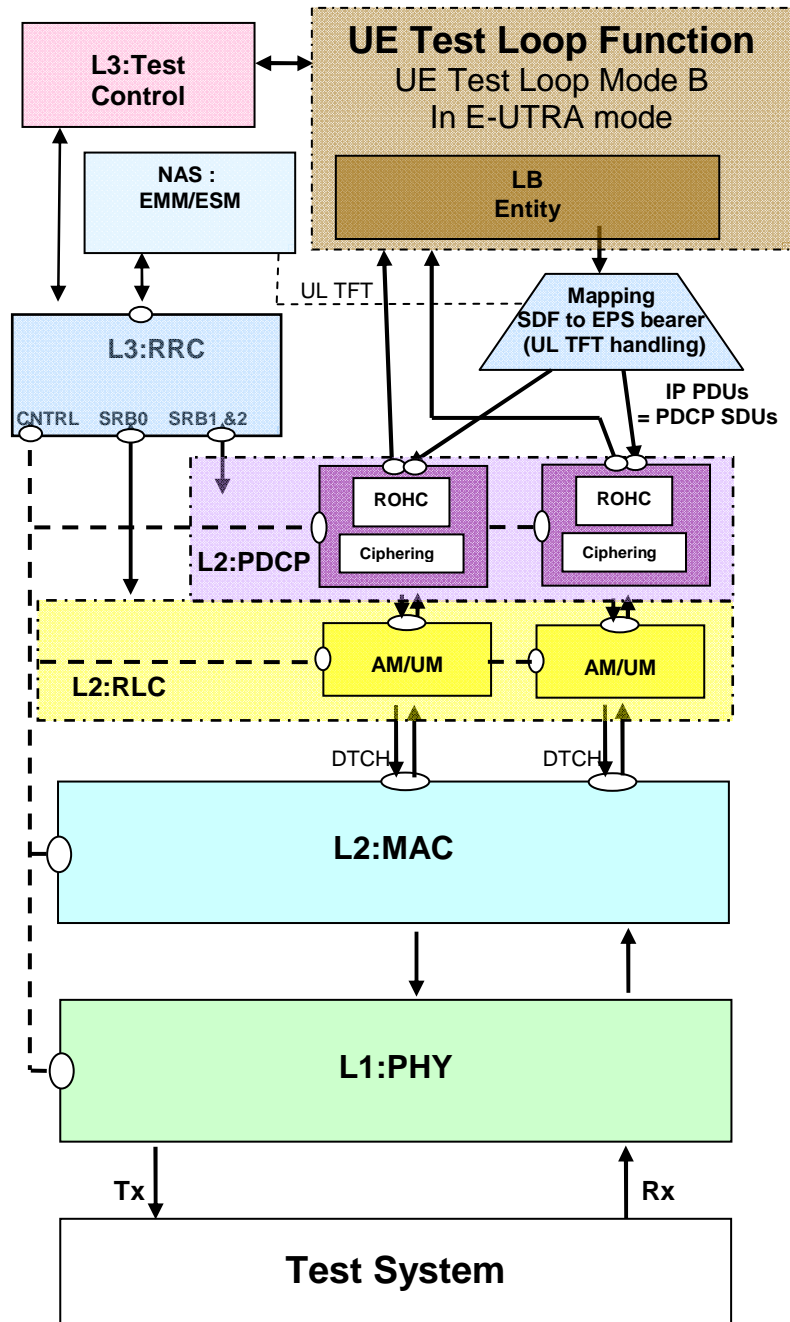 UE Test Loop Function
UE Test Loop Mode B
In E-UTRA mode
L3:Test
Control
NAS :
EMM/ESM
LB
Entity
UL TFT
Mapping
SDF to EPS bearer
(UL TFT handling)
L3:RRC
CNTRL SRB0 SRB1 &2
IP PDUs
= PDCP SDUs
ROHC
Ciphering
ROHC
Ciphering
L2:PDCP
AM/UM
AM/UM
L2:RLC
DTCH
DTCH
L2:MAC
L1:PHY
Tx
Rx
Test System